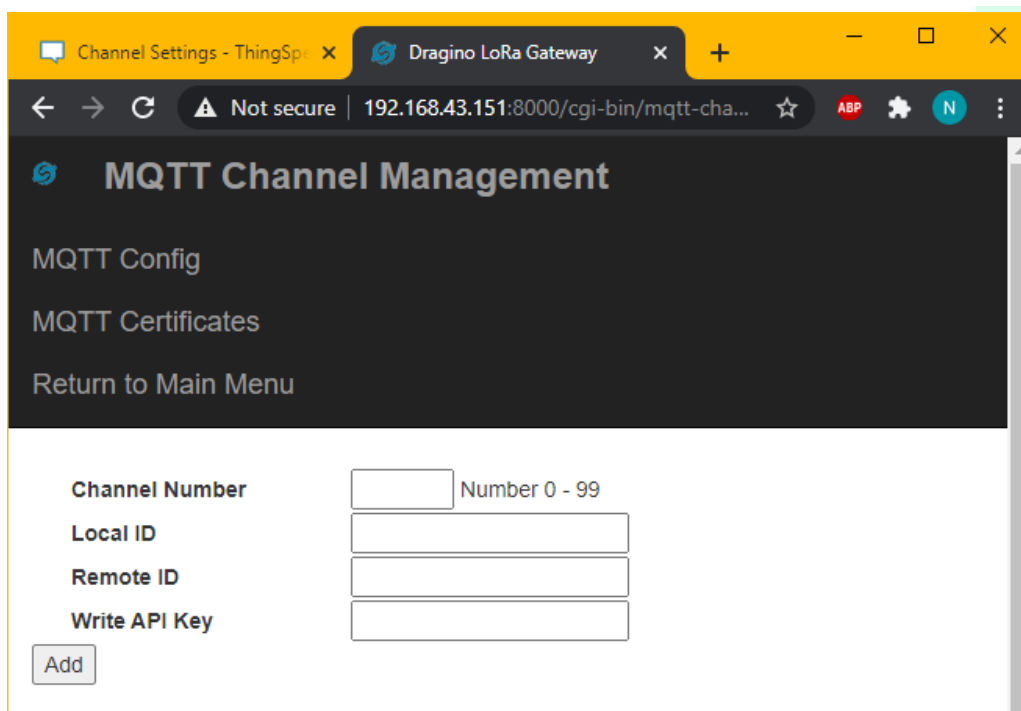 Channel Settings - ThingSpe
Dragino LoRa Gateway
Not secure | 192.168.43.151:8000/cgi-bin/mqtt-cha...
ABP
N
MQTT Channel Management
MQTT Config
MQTT Certificates
Return to Main Menu
Channel Number Number 0 - 99
Local ID
Remote ID
Write API Key
Add